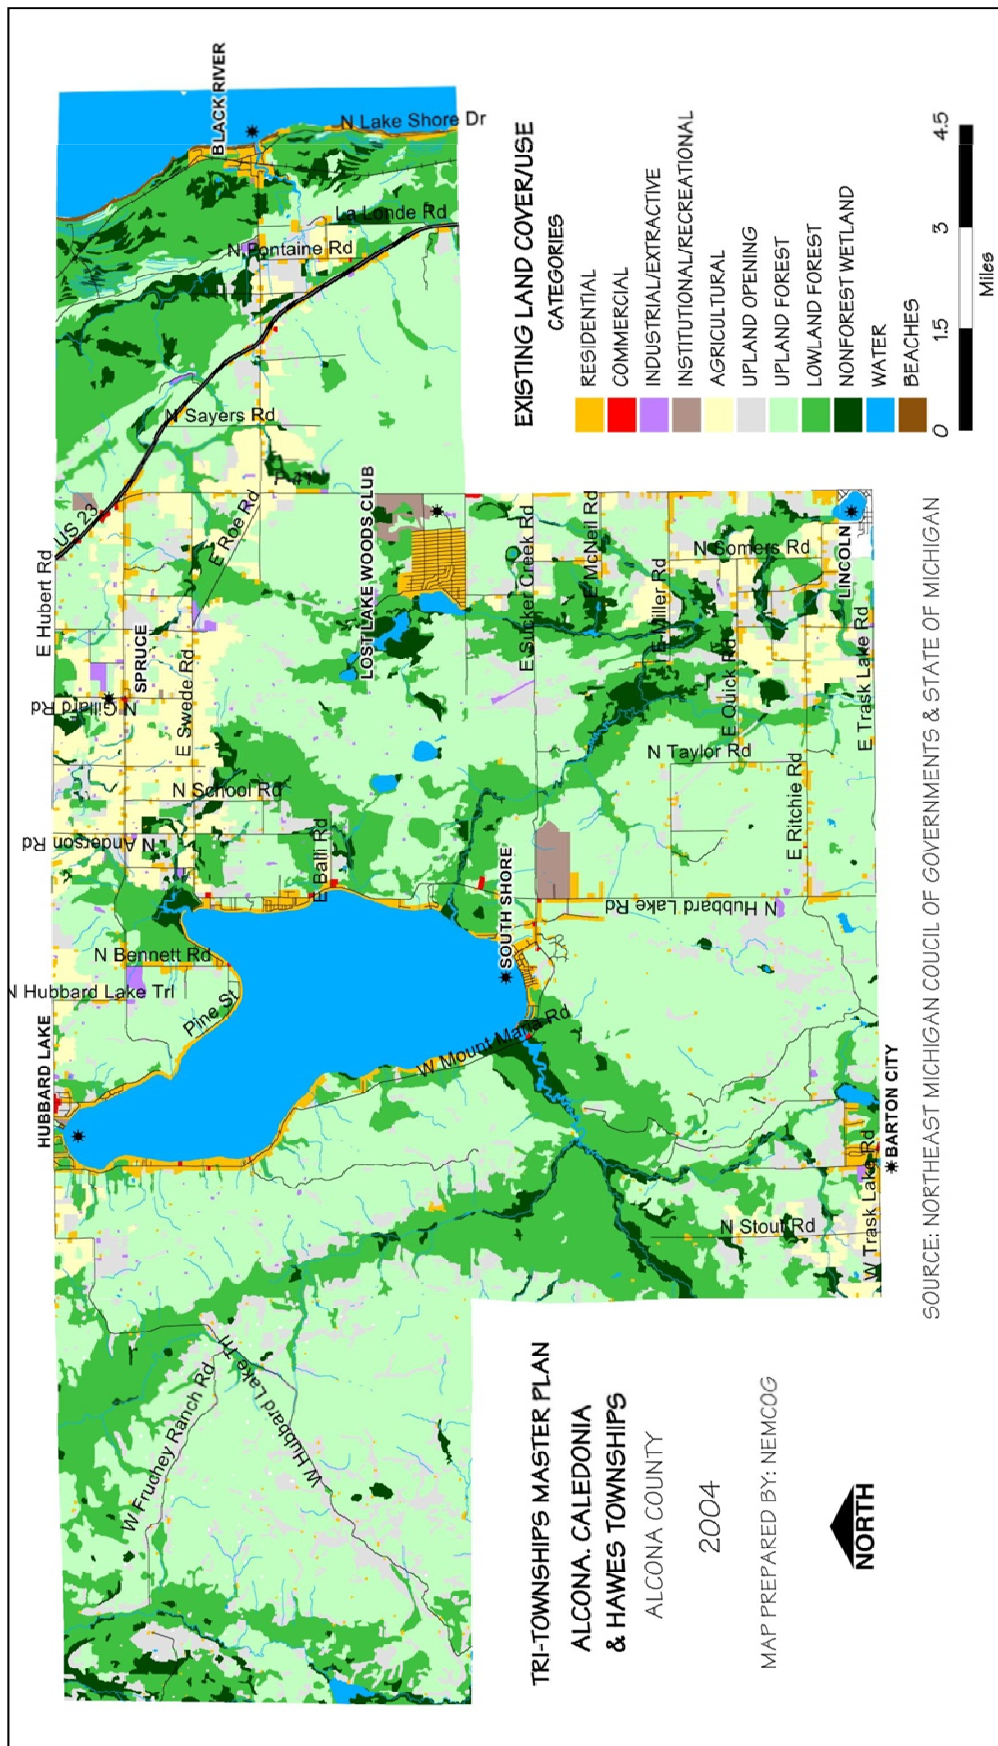 BLACK RIVER
N Lake Shore Dr
La Londe Rd
N Fontaine Rd
N Sayers Rd
US 23
E Hubert Rd
E Roe Rd
SPRUCE
N Gillard Rd
E Swede Rd
N School Rd
N Anderson Rd
E Balli Rd
LOST LAKE WOODS CLUB
E Sucker Creek Rd
E McNeil Rd
E Miller Rd
N Somers Rd
LINCOLN
E Trask Lake Rd
E Quick Rd
N Taylor Rd
E Ritchie Rd
N Hubbard Lake Rd
SOUTH SHORE
N Bennett Rd
N Hubbard Lake Trl
Pine St
HUBBARD LAKE
W Mount Maria Rd
BARTON CITY
W Trask Lake Rd
N Stout Rd
W Fruchey Ranch Rd
W Hubbard Lake Trl
EXISTING LAND COVER/USE
CATEGORIES
RESIDENTIAL
COMMERCIAL
INDUSTRIAL/EXTRACTIVE
INSTITUTIONAL/RECREATIONAL
AGRICULTURAL
UPLAND OPENING
UPLAND FOREST
LOWLAND FOREST
NONFOREST WETLAND
WATER
BEACHES
0 1.5 3 4.5
Miles
SOURCE: NORTHEAST MICHIGAN COUCIL OF GOVERNMENTS & STATE OF MICHIGAN
TRI-TOWNSHIPS MASTER PLAN
ALCONA. CALEDONIA
& HAWES TOWNSHIPS
ALCONA COUNTY
2004
MAP PREPARED BY: NEMCOG
NORTH